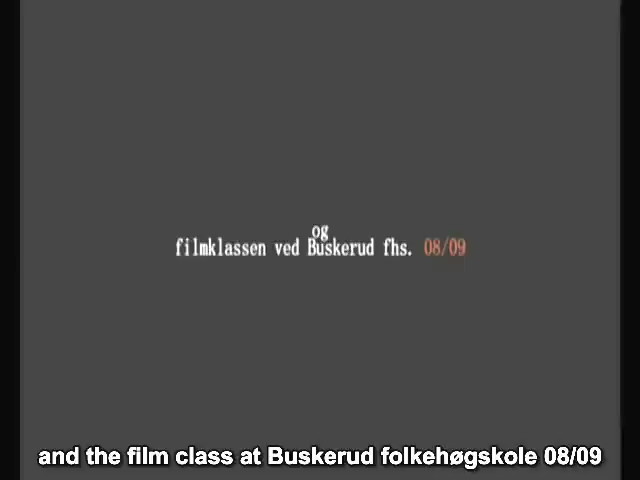 og
filmklassen ved Buskerud fhs. 08/09
and the film class at Buskerud folkehøgskole 08/09